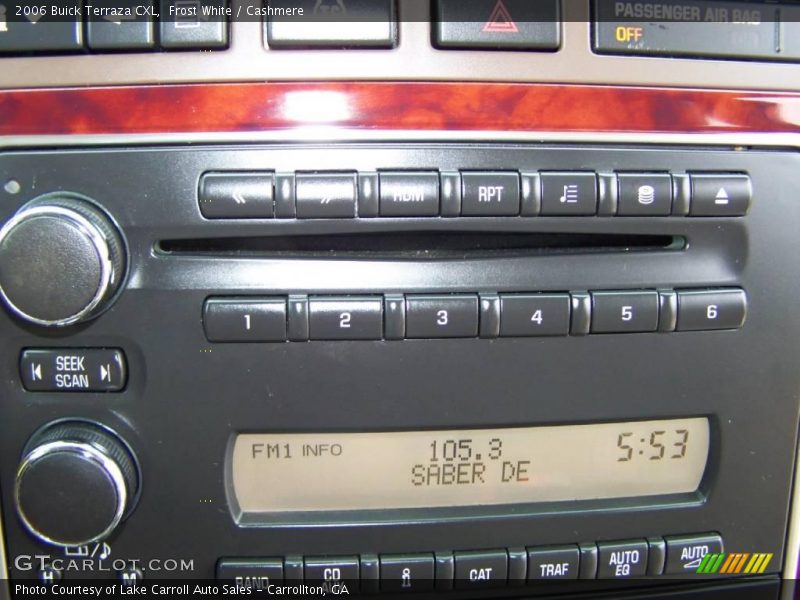 2006 Buick Terraza CXL, Frost White / Cashmere
PASSENGER AIR BAG
OFF
RDM RPT
1 2 3 4 5 6
SEEK
SCAN
FM1 INFO 105.3 5:53
SABER DE
BAND CD CAT TRAF AUTO EQ AUTO
H M
GTCARLOT.COM
Photo Courtesy of Lake Carroll Auto Sales - Carrollton, GA